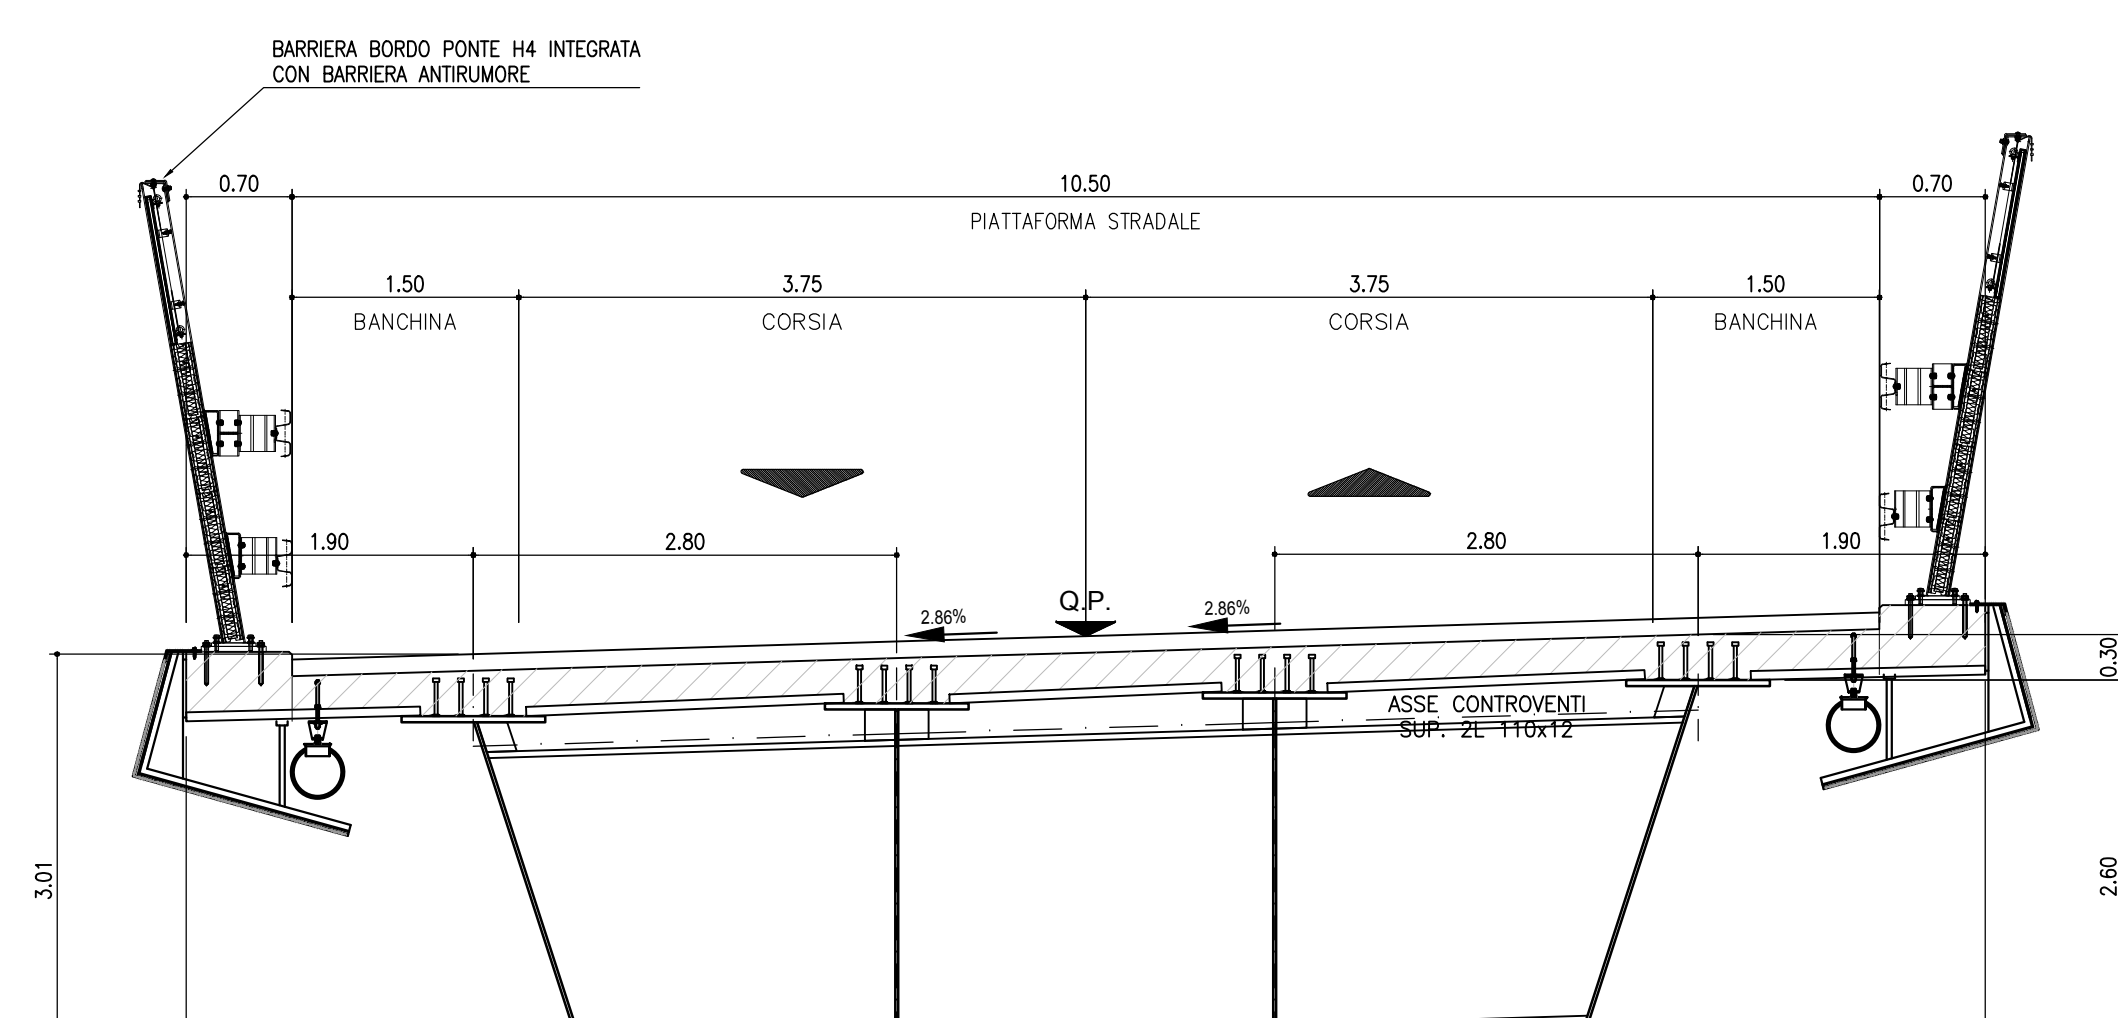 BARRIERA BORDO PONTE H4 INTEGRATA
CON BARRIERA ANTIRUMORE
0.70
10.50
0.70
PIATTAFORMA STRADALE
1.50
3.75
3.75
1.50
BANCHINA
CORSIA
CORSIA
BANCHINA
1.90
2.80
2.80
1.90
Q.P.
2.86%
2.86%
0.30
ASSE CONTROVENTI
SUP. 2L 110x12
3.01
2.60